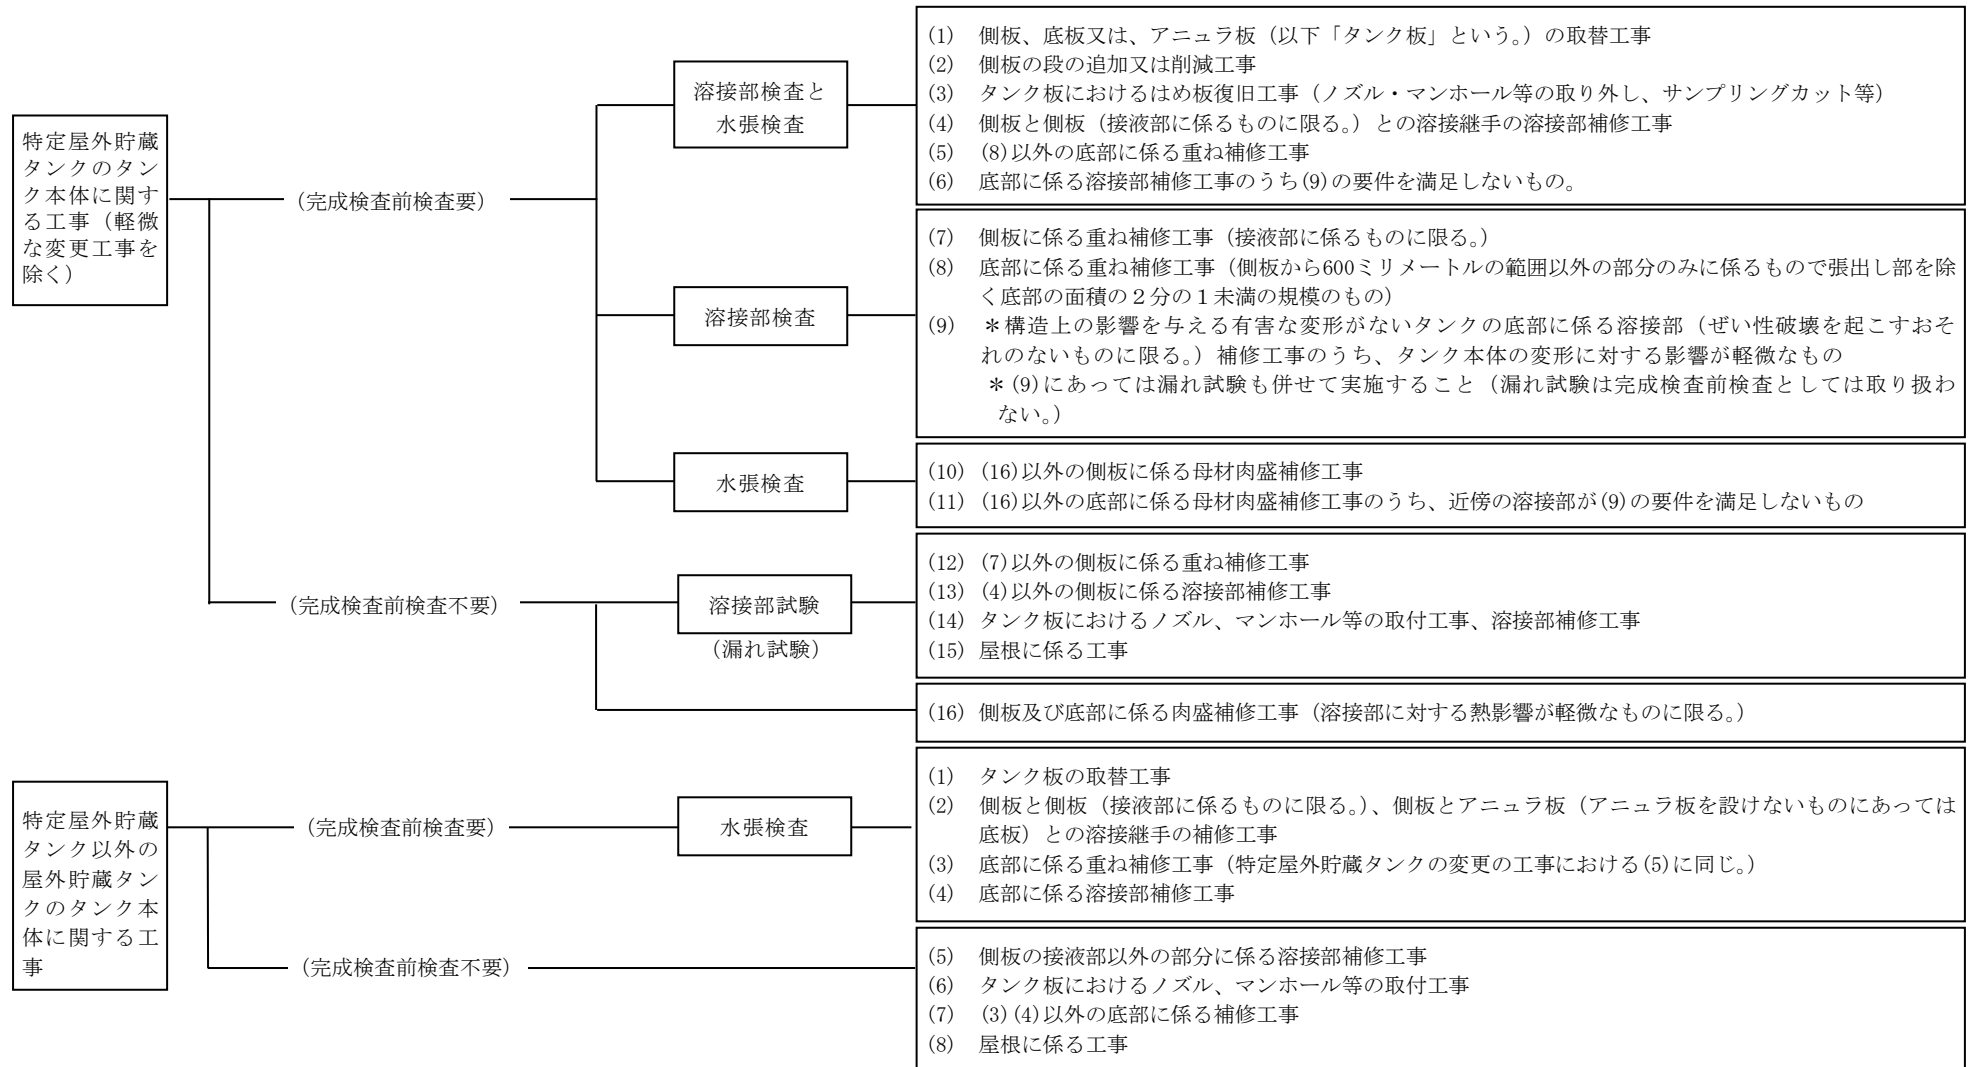 特定屋外貯蔵
タンクのタン
ク本体に関す
る工事（軽微
な変更工事を
除く）
（完成検査前検査要）
溶接部検査と
水張検査
(1) 側板、底板又は、アニュラ板（以下「タンク板」という。）の取替工事
(2) 側板の段の追加又は削減工事
(3) タンク板におけるはめ板復旧工事（ノズル・マンホール等の取り外し、サンプリングカット等）
(4) 側板と側板（接液部に係るものに限る。）との溶接継手の溶接部補修工事
(5) (8)以外の底部に係る重ね補修工事
(6) 底部に係る溶接部補修工事のうち(9)の要件を満足しないもの。
溶接部検査
(7) 側板に係る重ね補修工事（接液部に係るものに限る。）
(8) 底部に係る重ね補修工事（側板から600ミリメートルの範囲以外の部分のみに係るもので張出し部を除
く底部の面積の２分の１未満の規模のもの）
(9) ＊構造上の影響を与える有害な変形がないタンクの底部に係る溶接部（ぜい性破壊を起こすおそ
れのないものに限る。）補修工事のうち、タンク本体の変形に対する影響が軽微なもの
＊(9)にあっては漏れ試験も併せて実施すること（漏れ試験は完成検査前検査としては取り扱わ
ない。）
水張検査
(10) (16)以外の側板に係る母材肉盛補修工事
(11) (16)以外の底部に係る母材肉盛補修工事のうち、近傍の溶接部が(9)の要件を満足しないもの
（完成検査前検査不要）
溶接部試験
（漏れ試験）
(12) (7)以外の側板に係る重ね補修工事
(13) (4)以外の側板に係る溶接部補修工事
(14) タンク板におけるノズル、マンホール等の取付工事、溶接部補修工事
(15) 屋根に係る工事
(16) 側板及び底部に係る肉盛補修工事（溶接部に対する熱影響が軽微なものに限る。）
特定屋外貯蔵
タンク以外の
屋外貯蔵タン
クのタンク本
体に関する工
事
（完成検査前検査要）
水張検査
(1) タンク板の取替工事
(2) 側板と側板（接液部に係るものに限る。）、側板とアニュラ板（アニュラ板を設けないものにあっては
底板）との溶接継手の補修工事
(3) 底部に係る重ね補修工事（特定屋外貯蔵タンクの変更の工事における(5)に同じ。）
(4) 底部に係る溶接部補修工事
（完成検査前検査不要）
(5) 側板の接液部以外の部分に係る溶接部補修工事
(6) タンク板におけるノズル、マンホール等の取付工事
(7) (3)(4)以外の底部に係る補修工事
(8) 屋根に係る工事